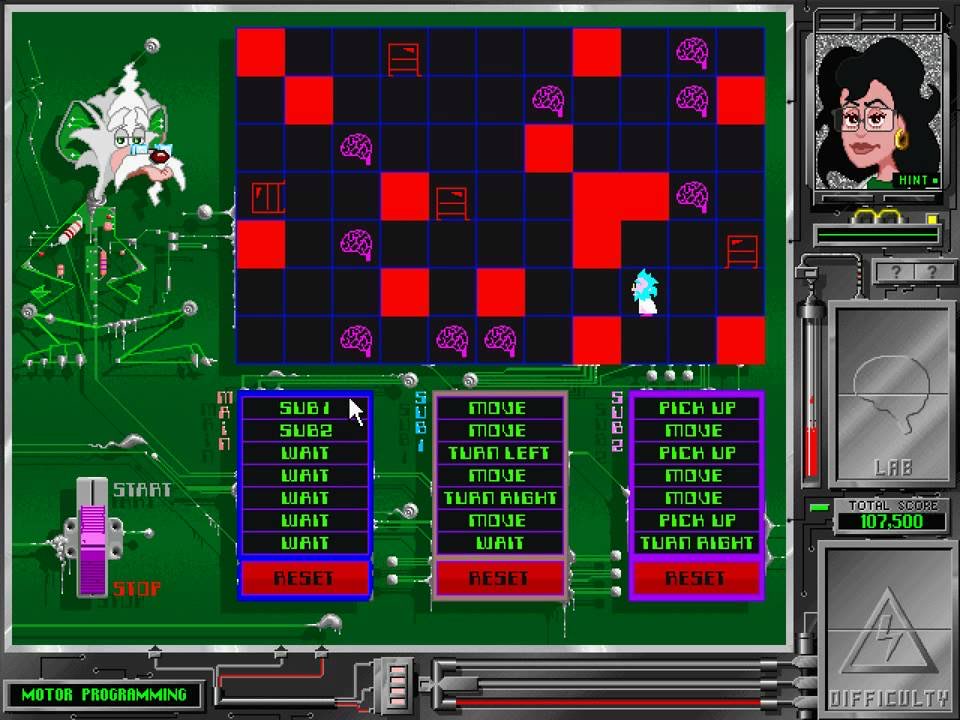 HINT
? ?
MAIN
SUB1
SUB2
WAIT
WAIT
WAIT
WAIT
WAIT
RESET
SUB1
MOVE
MOVE
TURN LEFT
MOVE
TURN RIGHT
MOVE
WAIT
RESET
SUB2
PICK UP
MOVE
PICK UP
MOVE
MOVE
PICK UP
TURN RIGHT
RESET
START
STOP
LAB
TOTAL SCORE
107,500
DIFFICULTY
MOTOR PROGRAMMING